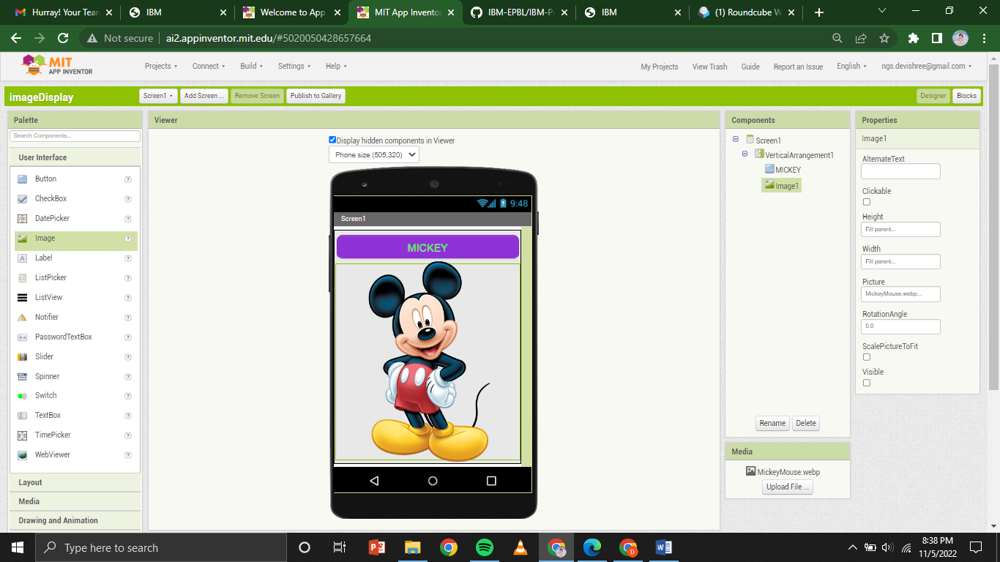 Hurray! Your Tea
IBM
Welcome to App
MIT App Invento
IBM-EPBL/IBM-P
IBM
(1) Roundcube W
Not secure
ai2.appinventor.mit.edu/#5020050428657664
MIT
APP INVENTOR
Projects
Connect
Build
Settings
Help
My Projects
View Trash
Guide
Report an Issue
English
ngs.devishree@gmail.com
imageDisplay
Screen1
Add Screen ...
Remove Screen
Publish to Gallery
Designer
Blocks
Palette
Search Components...
User Interface
Button
CheckBox
DatePicker
Image
Label
ListPicker
ListView
Notifier
PasswordTextBox
Slider
Spinner
Switch
TextBox
TimePicker
WebViewer
Layout
Media
Drawing and Animation
Viewer
Display hidden components in Viewer
Phone size (505,320)
9:48
Screen1
MICKEY
Components
Screen1
VerticalArrangement1
MICKEY
Image1
Rename
Delete
Media
MickeyMouse.webp
Upload File ...
Properties
Image1
AlternateText
Clickable
Height
Fill parent...
Width
Fill parent...
Picture
MickeyMouse.webp...
RotationAngle
0.0
ScalePictureToFit
Visible
Type here to search
8:38 PM
11/5/2022